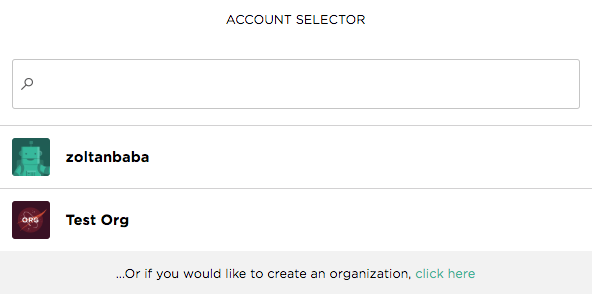 ACCOUNT SELECTOR
zoltanbaba
ORG
Test Org
...Or if you would like to create an organization, click here